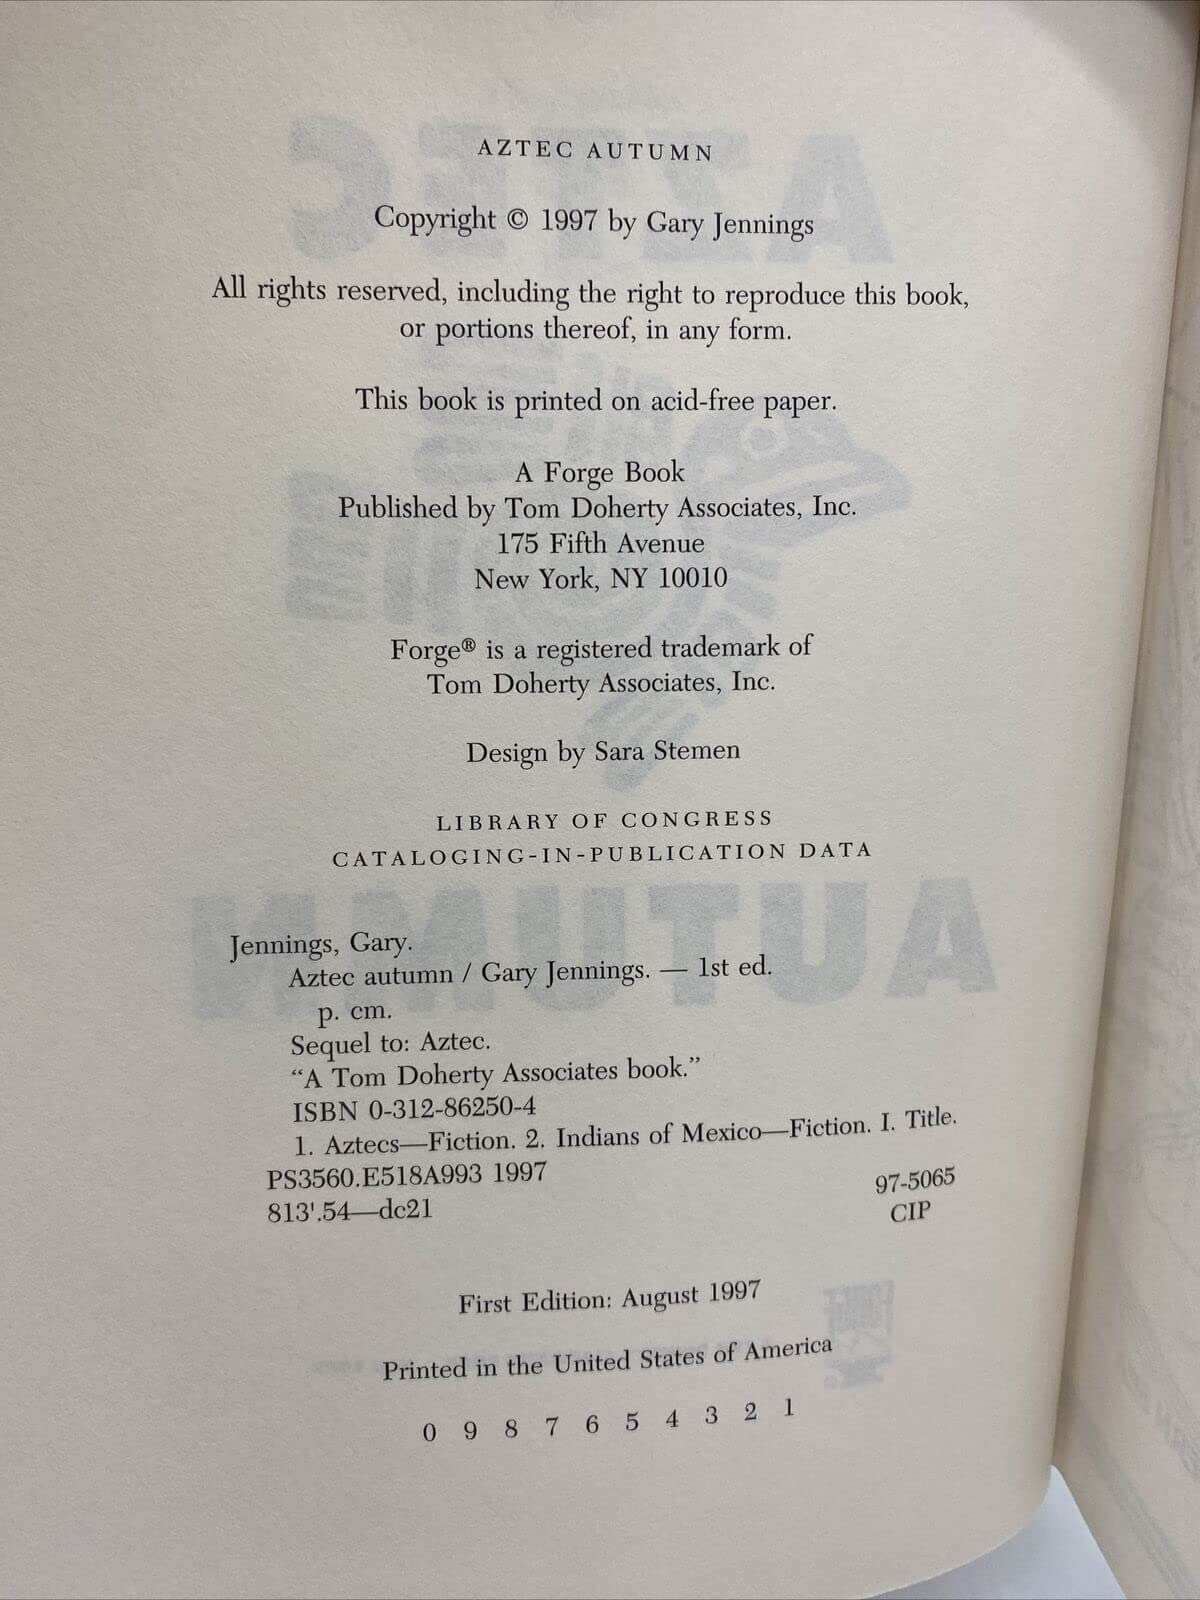 AZTEC AUTUMN
Copyright © 1997 by Gary Jennings
All rights reserved, including the right to reproduce this book,
or portions thereof, in any form.
This book is printed on acid-free paper.
A Forge Book
Published by Tom Doherty Associates, Inc.
175 Fifth Avenue
New York, NY 10010
Forge® is a registered trademark of
Tom Doherty Associates, Inc.
Design by Sara Stemen
LIBRARY OF CONGRESS
CATALOGING-IN-PUBLICATION DATA
Jennings, Gary.
Aztec autumn / Gary Jennings. — 1st ed.
p. cm.
Sequel to: Aztec.
“A Tom Doherty Associates book.”
ISBN 0-312-86250-4
1. Aztecs—Fiction. 2. Indians of Mexico—Fiction. I. Title.
PS3560.E518A993 1997
97-5065
813'.54—dc21
CIP
First Edition: August 1997
Printed in the United States of America
0 9 8 7 6 5 4 3 2 1
AZTEC
AUTUMN
FORGE